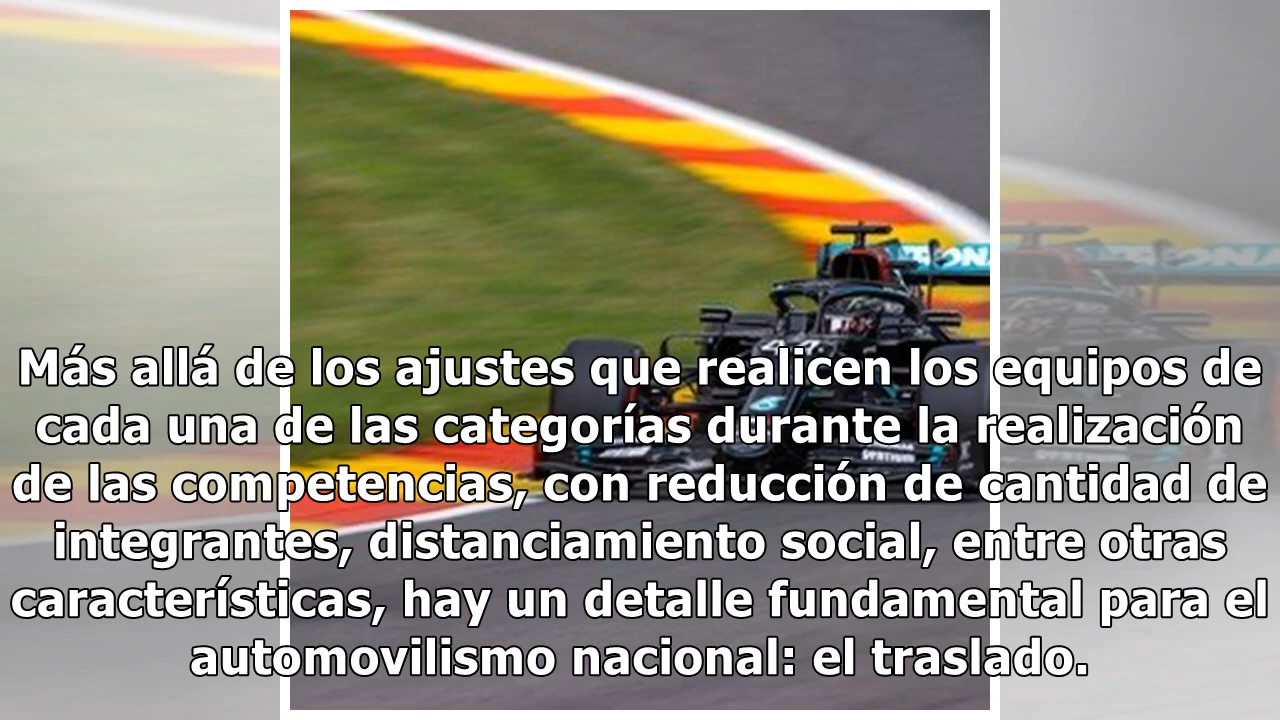 Más allá de los ajustes que realicen los equipos de
cada una de las categorías durante la realización
de las competencias, con reducción de cantidad de
integrantes, distanciamiento social, entre otras
características, hay un detalle fundamental para el
automovilismo nacional: el traslado.
44